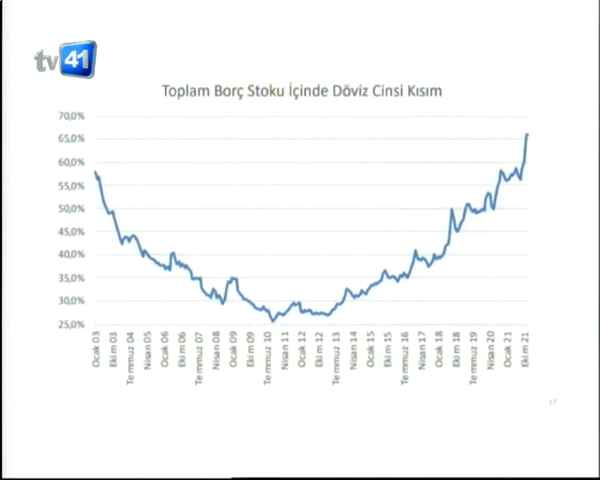 tv41
Toplam Borç Stoku İçinde Döviz Cinsi Kısım
70,0%
65,0%
60,0%
55,0%
50,0%
45,0%
40,0%
35,0%
30,0%
25,0%
Ocak 03
Ekim 03
Temmuz 04
Nisan 05
Ocak 06
Ekim 06
Temmuz 07
Nisan 08
Ocak 09
Ekim 09
Temmuz 10
Nisan 11
Ocak 12
Ekim 12
Temmuz 13
Nisan 14
Ocak 15
Ekim 15
Temmuz 16
Nisan 17
Ocak 18
Ekim 18
Temmuz 19
Nisan 20
Ocak 21
Ekim 21
17